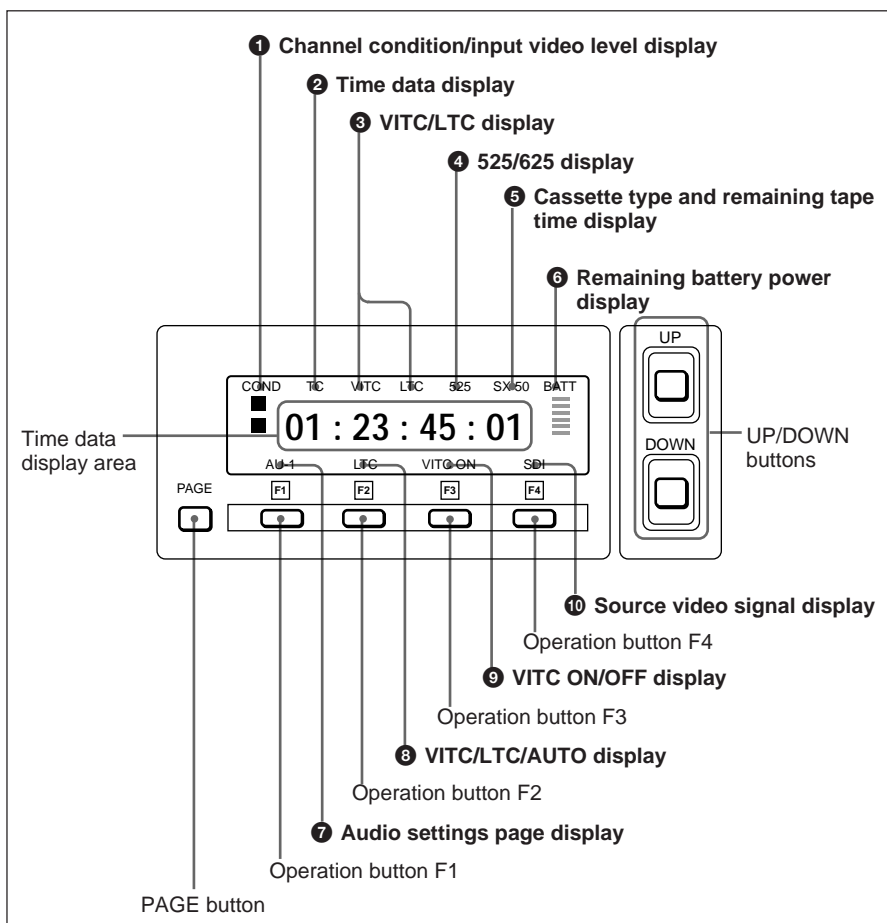 ❶ Channel condition/input video level display
❷ Time data display
❸ VITC/LTC display
❹ 525/625 display
❺ Cassette type and remaining tape
time display
❻ Remaining battery power
display
UP
COND TC VITC LTC 525 SX 50 BATT
01 : 23 : 45 : 01
Time data
display area
DOWN
UP/DOWN
buttons
AU-1 LTC VITC ON SDI
PAGE F1 F2 F3 F4
❿ Source video signal display
Operation button F4
❾ VITC ON/OFF display
Operation button F3
❽ VITC/LTC/AUTO display
Operation button F2
❼ Audio settings page display
Operation button F1
PAGE button